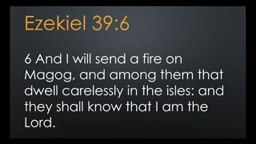 Ezekiel 39:6
6 And I will send a fire on
Magog, and among them that
dwell carelessly in the isles: and
they shall know that I am the
Lord.